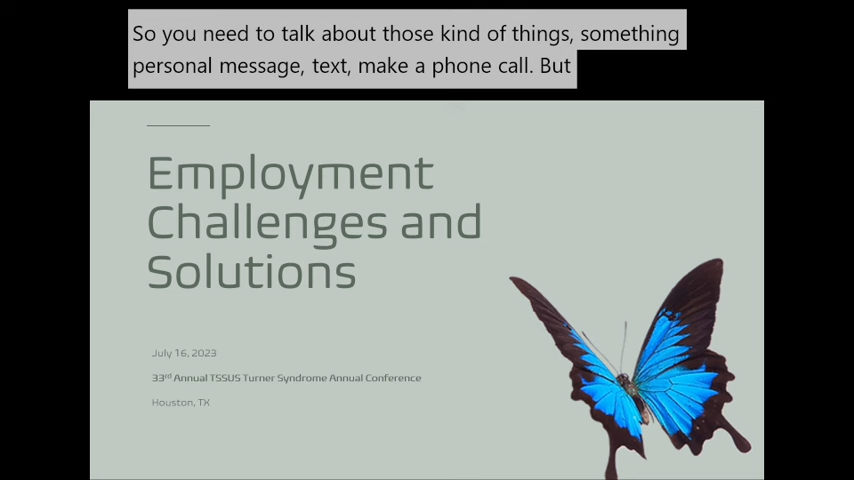 So you need to talk about those kind of things, something
personal message, text, make a phone call. But
Employment
Challenges and
Solutions
July 16, 2023
33rd Annual TSSUS Turner Syndrome Annual Conference
Houston, TX